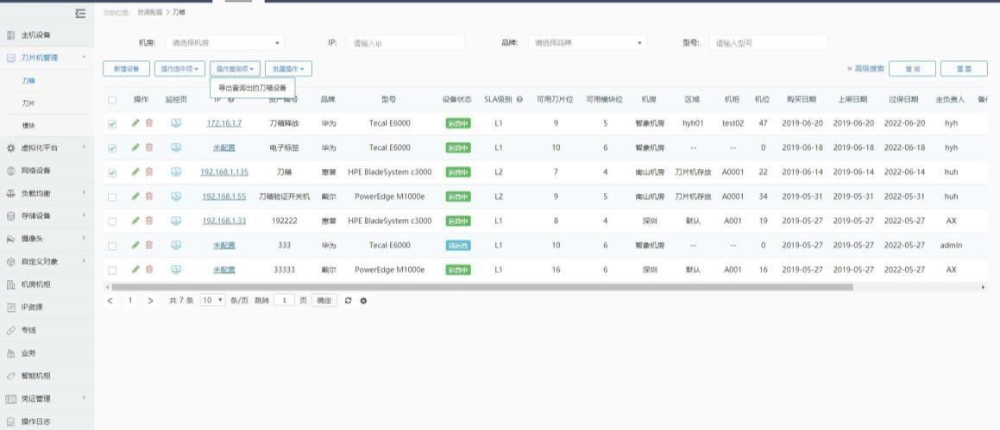 当前位置: 资源配置 > 刀箱
主机设备
刀片机管理
刀箱
刀片
模块
虚拟化平台
网络设备
负载均衡
存储设备
摄像头
自定义对象
机房机柜
IP资源
专线
业务
智能机柜
凭证管理
操作日志
机房: 请选择机房 IP: 请输入ip 品牌: 请选择品牌 型号: 请输入型号
新增设备 操作选中项 操作查询项 批量操作 高级搜索 查询 重置
导出查询出的刀箱设备
操作 监控页 IP 资产编号 品牌 型号 设备状态 SLA级别 可用刀片位 可用模块位 机房 区域 机柜 机位 购买日期 上架日期 过保日期 主负责人
172.16.1.7 刀箱释放 华为 Tecal E6000 运营中 L1 9 5 智象机房 hyh01 test02 47 2019-06-20 2019-06-20 2022-06-20 hyh
未配置 电子标签 华为 Tecal E6000 运营中 L1 10 6 智象机房 -- -- 0 2019-06-18 2019-06-18 2022-06-18 hyh
192.168.1.135 刀箱 惠普 HPE BladeSystem c3000 运营中 L2 7 4 南山机房 刀片机存放 A0001 22 2019-06-14 2019-06-14 2022-06-14 huh
192.168.1.55 刀箱验证开关机 戴尔 PowerEdge M1000e 运营中 L2 9 5 南山机房 刀片机存放 A0001 34 2019-05-31 2019-05-31 2022-05-31 huh
192.168.1.33 192222 惠普 HPE BladeSystem c3000 运营中 L1 8 4 深圳 默认 A001 19 2019-05-27 2019-05-27 2022-05-27 AX
未配置 333 华为 Tecal E6000 待运营 L1 10 6 智象机房 -- -- 0 2019-05-27 2019-05-27 2022-05-27 admin
未配置 33333 戴尔 PowerEdge M1000e 运营中 L1 16 6 深圳 默认 A001 16 2019-05-27 2019-05-27 2022-05-27 AX
< 1 > 共 7 条 10 条/页 跳转 1 页 确定